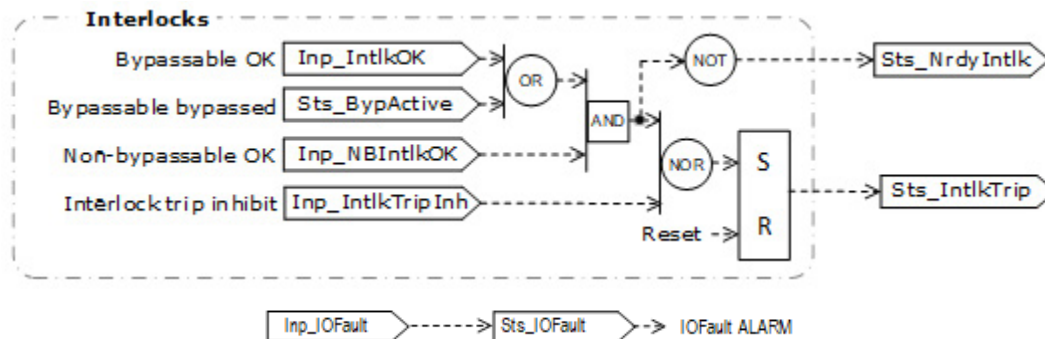 Interlocks
Bypassable OK Inp_IntlkOK
OR
NOT
Sts_NrdyIntlk
Bypassable bypassed Sts_BypActive
AND
Non-bypassable OK Inp_NBIntlkOK
NOR
S
Interlock trip inhibit Inp_IntlkTripInh
Sts_IntlkTrip
Reset
R
Inp_IOFault Sts_IOFault IOFault ALARM